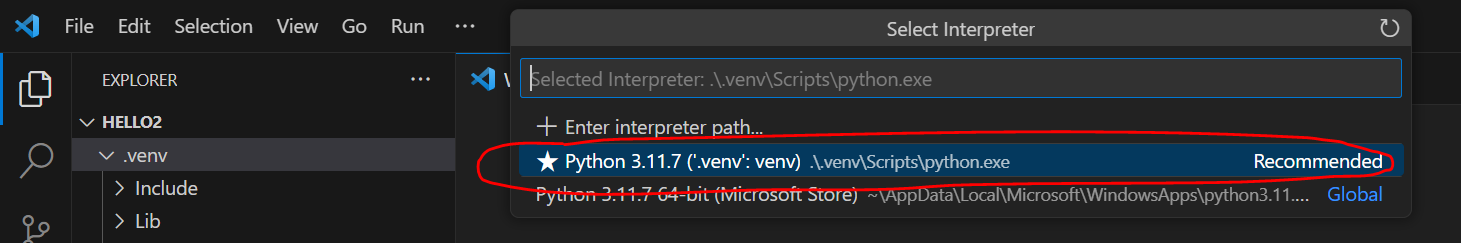 File Edit Selection View Go Run ···
Select Interpreter
EXPLORER ···
Selected Interpreter: .\.venv\Scripts\python.exe
HELLO2
+ Enter interpreter path...
.venv
★ Python 3.11.7 ('.venv': venv) .\.venv\Scripts\python.exe Recommended
Include
Python 3.11.7 64-bit (Microsoft Store) ~\AppData\Local\Microsoft\WindowsApps\python3.11.... Global
Lib